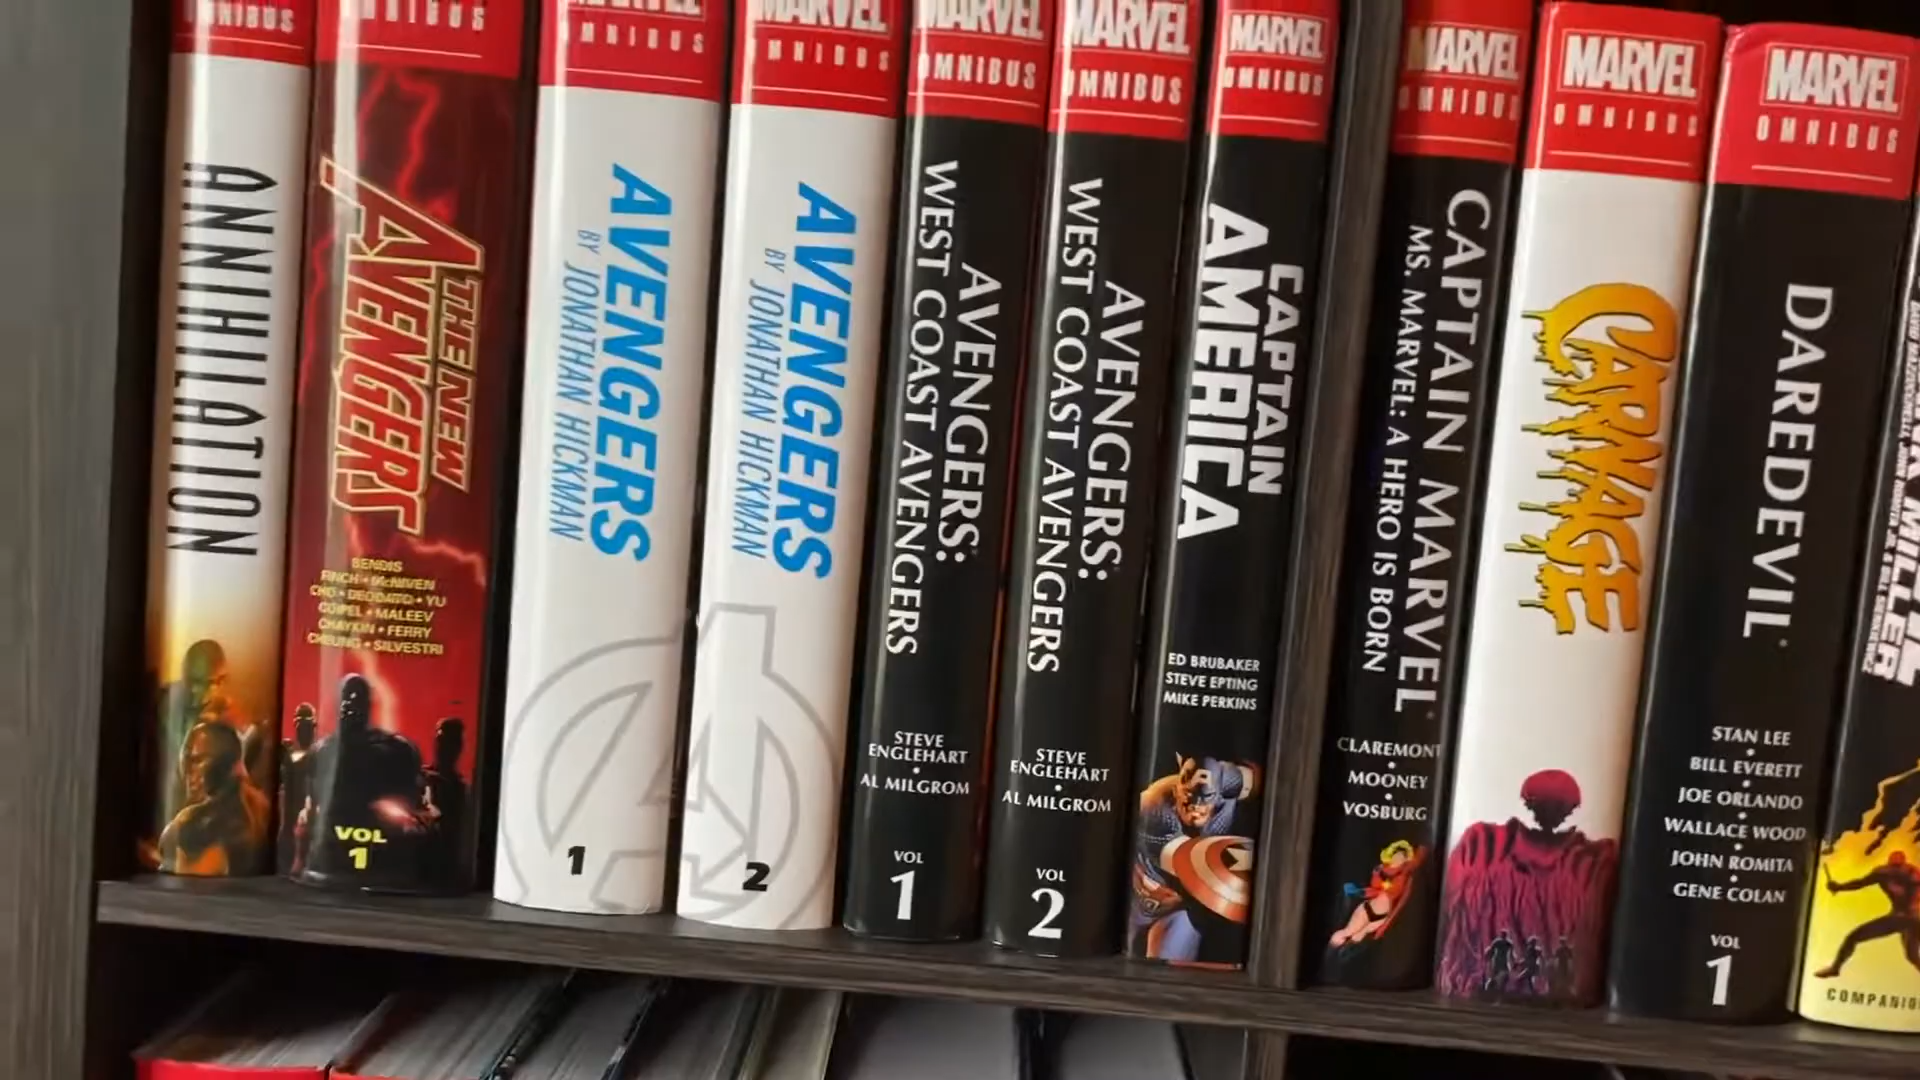 OMNIBUS
ANNIHILATION
OMNIBUS
THE NEW
AVENGERS
BENDIS
FINCH • McNIVEN
CHO • DEODATO • YU
COIPEL • MALEEV
CHAYKIN • FERRY
CHEUNG • SILVESTRI
VOL
1
MARVEL
OMNIBUS
AVENGERS
BY JONATHAN HICKMAN
1
MARVEL
OMNIBUS
AVENGERS
BY JONATHAN HICKMAN
2
MARVEL
OMNIBUS
AVENGERS:
WEST COAST AVENGERS
STEVE
ENGLEHART
•
AL MILGROM
VOL
1
MARVEL
OMNIBUS
AVENGERS:
WEST COAST AVENGERS
STEVE
ENGLEHART
•
AL MILGROM
VOL
2
MARVEL
OMNIBUS
CAPTAIN
AMERICA
ED BRUBAKER
STEVE EPTING
MIKE PERKINS
MARVEL
OMNIBUS
CAPTAIN MARVEL
MS. MARVEL: A HERO IS BORN
CLAREMONT
•
MOONEY
•
VOSBURG
MARVEL
OMNIBUS
CARNAGE
MARVEL
OMNIBUS
DAREDEVIL
STAN LEE
•
BILL EVERETT
•
JOE ORLANDO
•
WALLACE WOOD
•
JOHN ROMITA
•
GENE COLAN
VOL
1
MILLER
COMPANIO